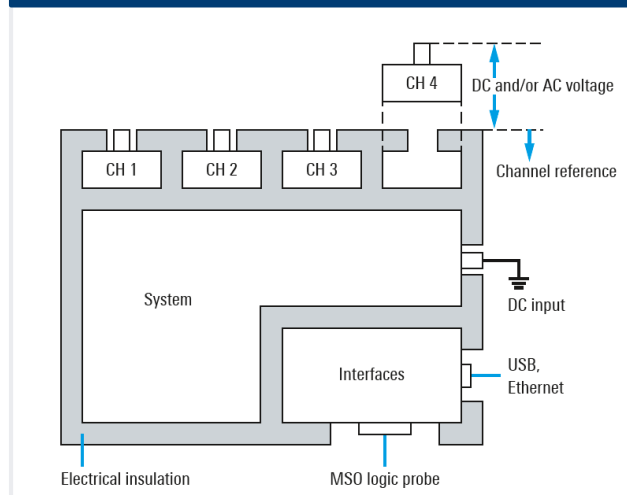 CH 4
DC and/or AC voltage
CH 1
CH 2
CH 3
Channel reference
System
DC input
Interfaces
USB,
Ethernet
Electrical insulation
MSO logic probe